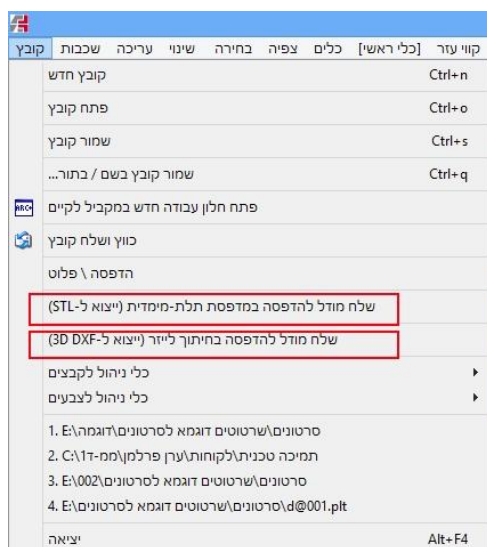 קובץ שכבות עריכה שינוי בחירה צפיה כלים [כלי ראשי] קווי עזר
קובץ חדש Ctrl+n
פתח קובץ Ctrl+o
שמור קובץ Ctrl+s
שמור קובץ בשם / בתור... Ctrl+q
ARC+ פתח חלון עבודה חדש במקביל לקיים
כווץ ושלח קובץ
הדפסה \ פלוט
שלח מודל להדפסה במדפסת תלת-מימדית (ייצוא ל-STL)
שלח מודל להדפסה בחיתוך לייזר (ייצוא ל-3D DXF)
כלי ניהול לקבצים
כלי ניהול לצבעים
1. E:\סרטונים\שרטוטים דוגמא לסרטונים\דוגמה
2. C:\תמיכה טכנית\לקוחות\ערן פרלמן\ממ-ד1
3. E:\סרטונים\שרטוטים דוגמא לסרטונים\002
4. E:\סרטונים\שרטוטים דוגמא לסרטונים\d@001.plt
יציאה Alt+F4